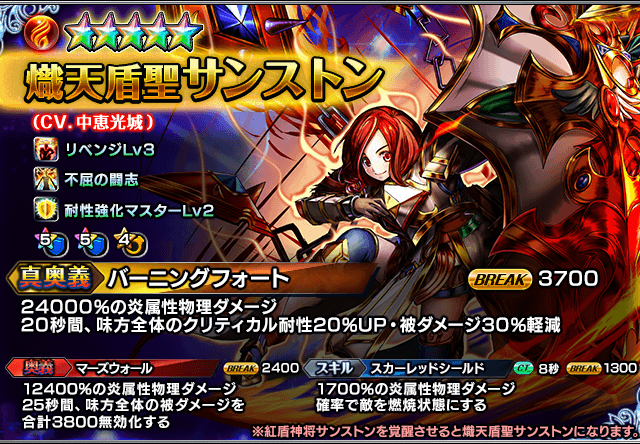 熾天盾聖サンストン
(CV.中恵光城)
リベンジLv3
不屈の闘志
耐性強化マスターLv2
5 5 4
真奥義 バーニングフォート BREAK 3700
24000%の炎属性物理ダメージ
20秒間、味方全体のクリティカル耐性20%UP・被ダメージ30%軽減
奥義 マーズウォール BREAK 2400
12400%の炎属性物理ダメージ
25秒間、味方全体の被ダメージを
合計3800無効化する
スキル スカーレッドシールド CT 8秒 BREAK 1300
1700%の炎属性物理ダメージ
確率で敵を燃焼状態にする
※紅盾神将サンストンを覚醒させると熾天盾聖サンストンになります。